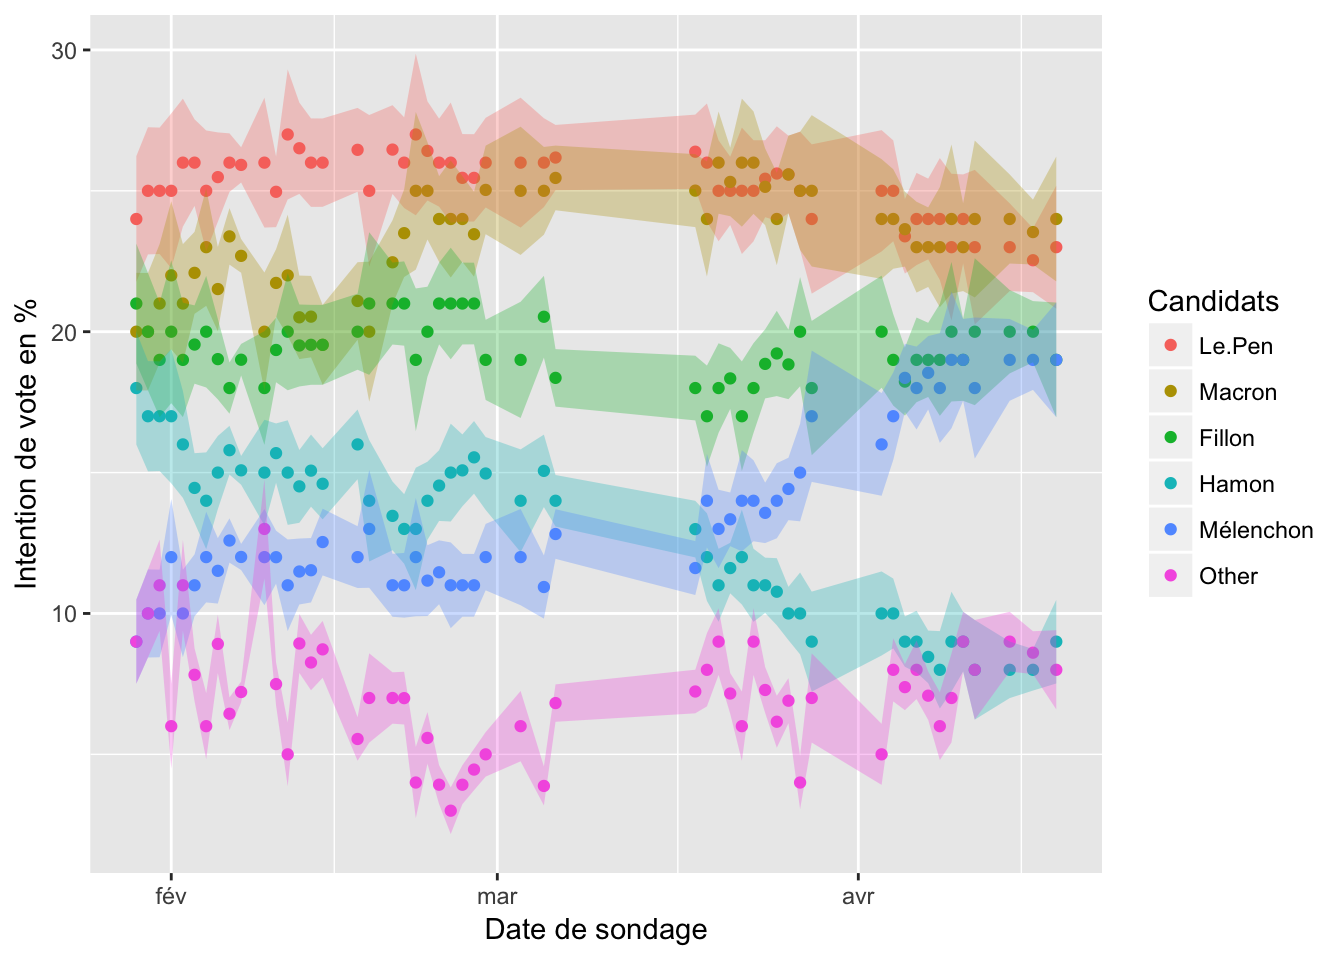 30
20
10
Intention de vote en %
fév
mar
avr
Date de sondage
Candidats
Le.Pen
Macron
Fillon
Hamon
Mélenchon
Other